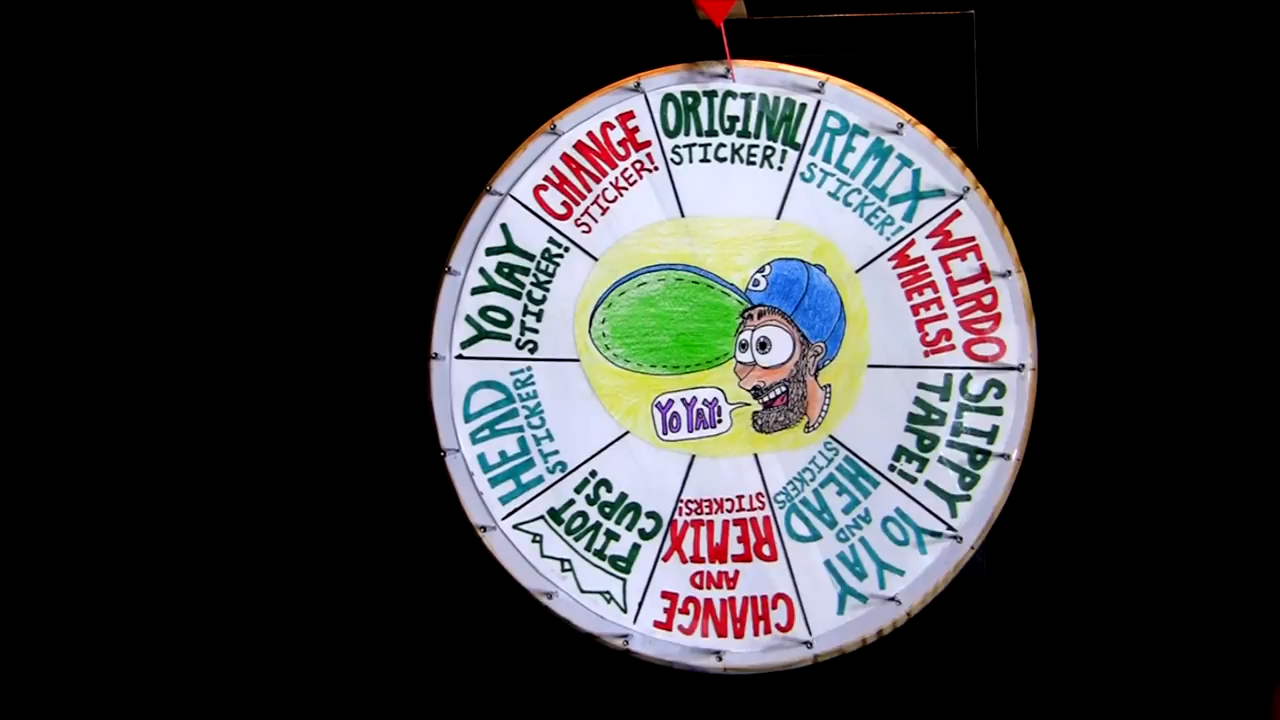 ORIGINAL
STICKER!
REMIX
STICKER!
WEIRDO
WHEELS!
SLIPPY
TAPE!
YO YAY
AND
HEAD
STICKERS
CHANGE
AND
REMIX
STICKERS!
PIVOT
CUPS!
HEAD
STICKER!
YO YAY
STICKER!
CHANGE
STICKER!
B
YO YAY!